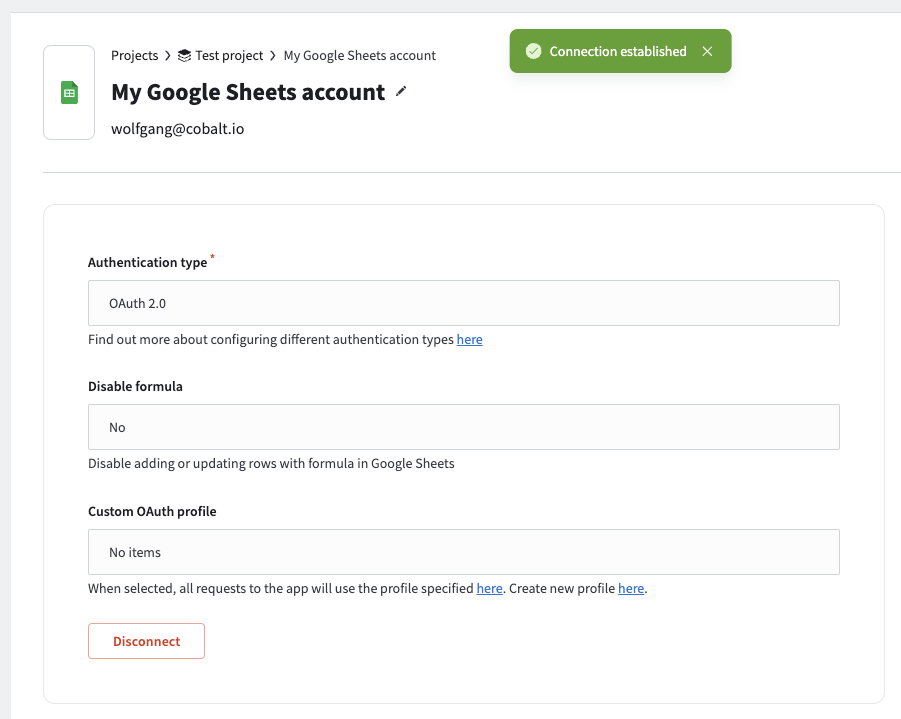 Projects > Test project > My Google Sheets account
Connection established
My Google Sheets account
wolfgang@cobalt.io
Authentication type *
OAuth 2.0
Find out more about configuring different authentication types here
Disable formula
No
Disable adding or updating rows with formula in Google Sheets
Custom OAuth profile
No items
When selected, all requests to the app will use the profile specified here. Create new profile here.
Disconnect